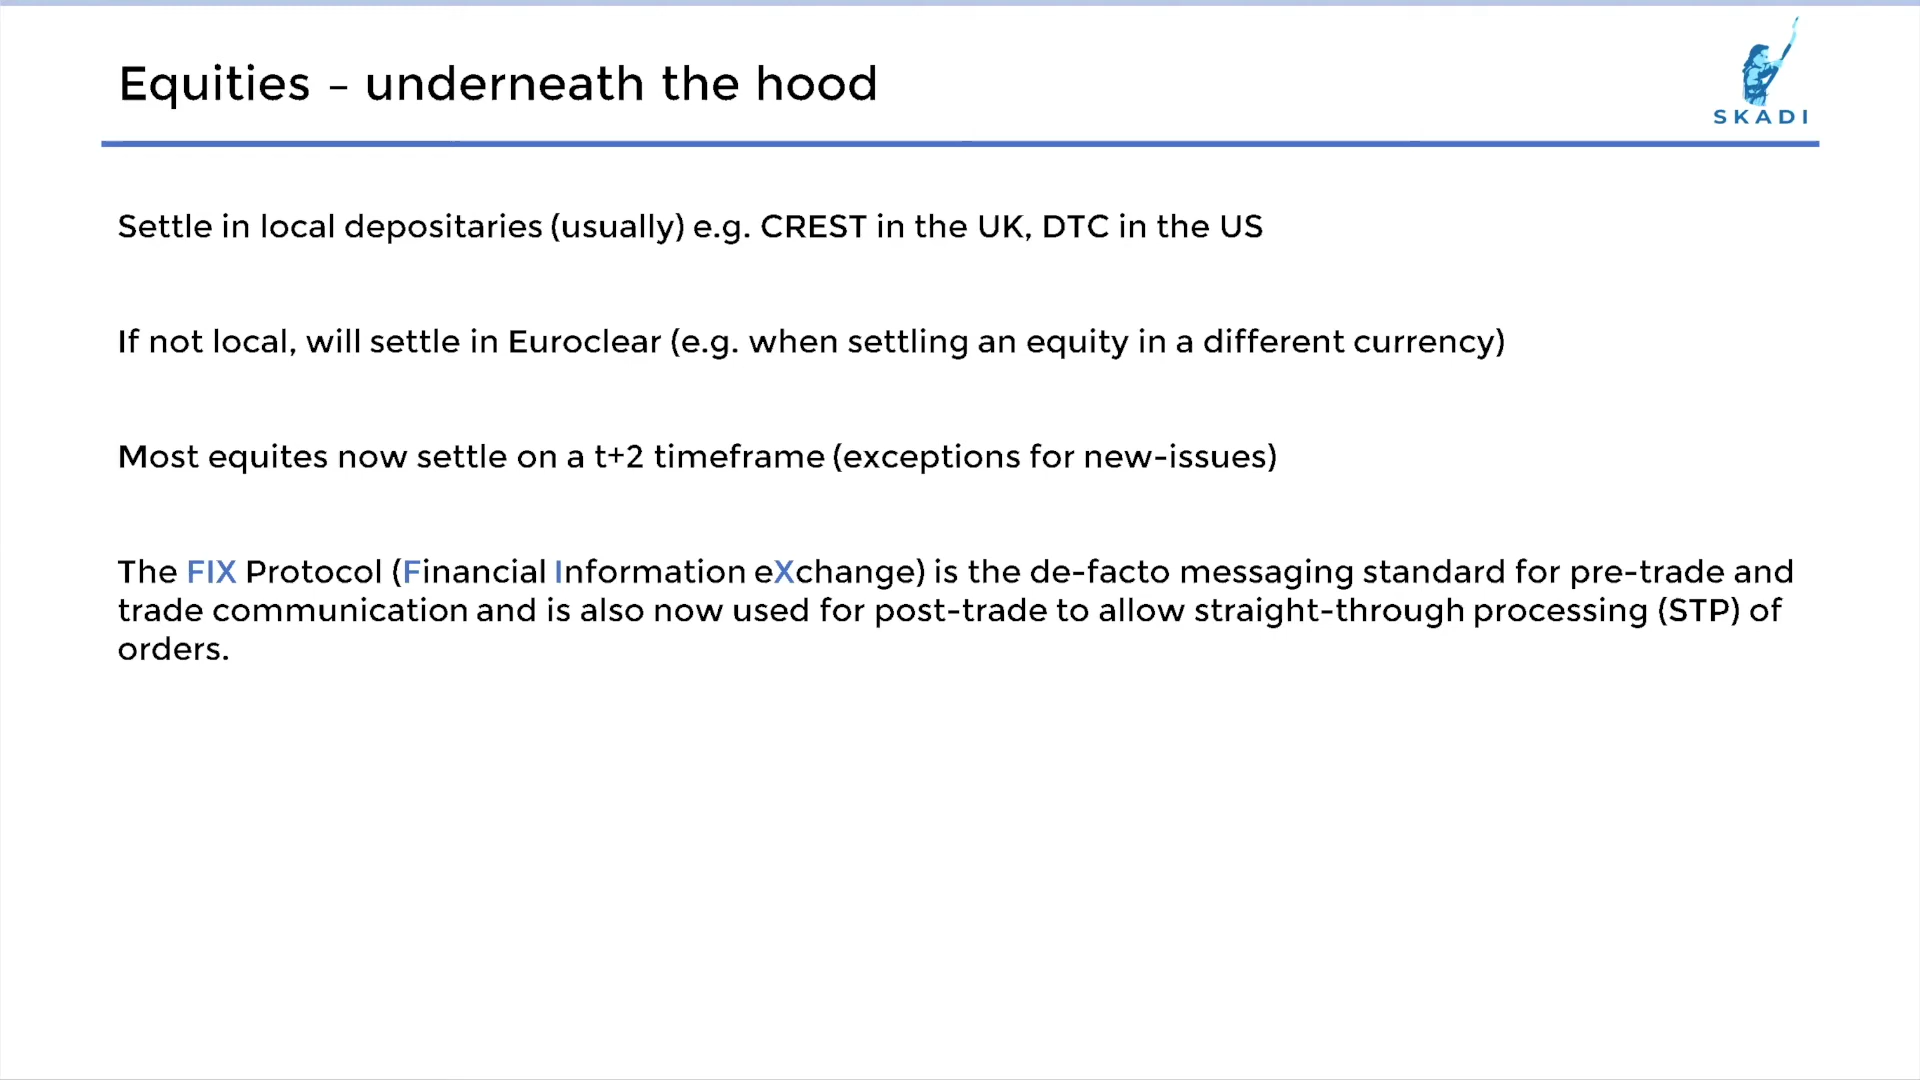 Equities – underneath the hood
SKADI
Settle in local depositaries (usually) e.g. CREST in the UK, DTC in the US
If not local, will settle in Euroclear (e.g. when settling an equity in a different currency)
Most equites now settle on a t+2 timeframe (exceptions for new-issues)
The FIX Protocol (Financial Information eXchange) is the de-facto messaging standard for pre-trade and
trade communication and is also now used for post-trade to allow straight-through processing (STP) of
orders.